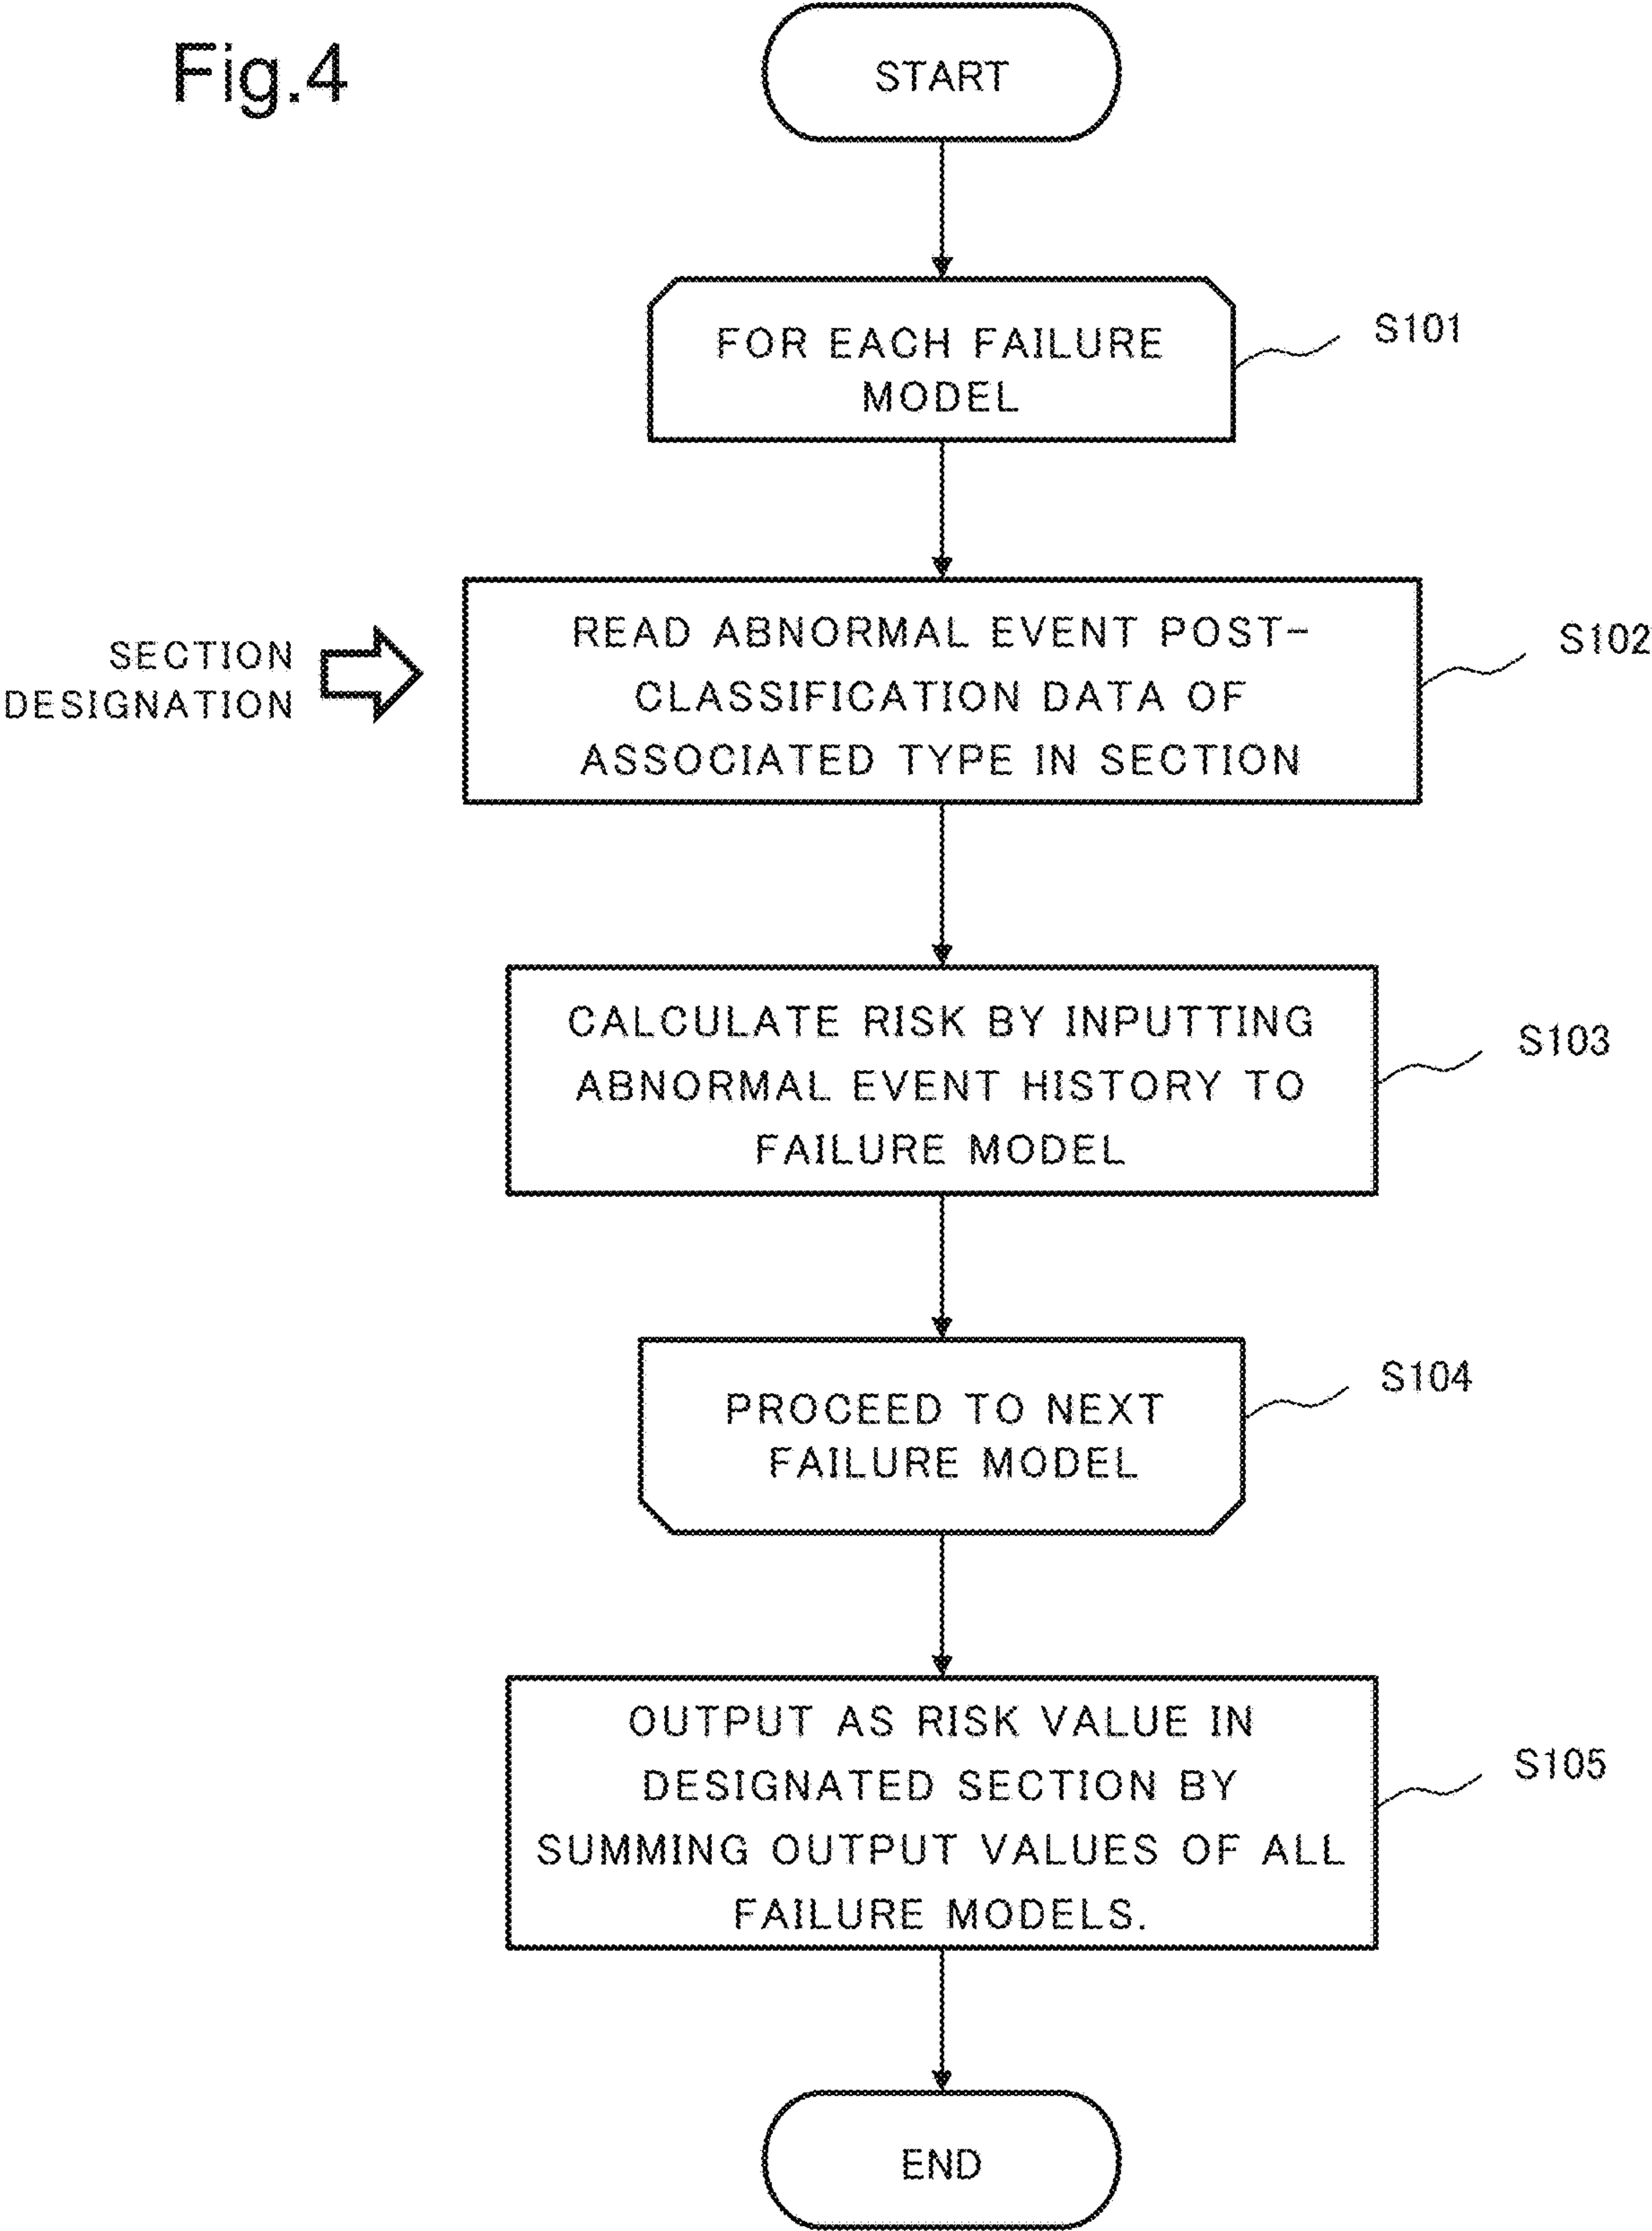 Fig.4
START
FOR EACH FAILURE
MODEL
S101
SECTION
DESIGNATION
READ ABNORMAL EVENT POST-
CLASSIFICATION DATA OF
ASSOCIATED TYPE IN SECTION
S102
CALCULATE RISK BY INPUTTING
ABNORMAL EVENT HISTORY TO
FAILURE MODEL
S103
PROCEED TO NEXT
FAILURE MODEL
S104
OUTPUT AS RISK VALUE IN
DESIGNATED SECTION BY
SUMMING OUTPUT VALUES OF ALL
FAILURE MODELS.
S105
END